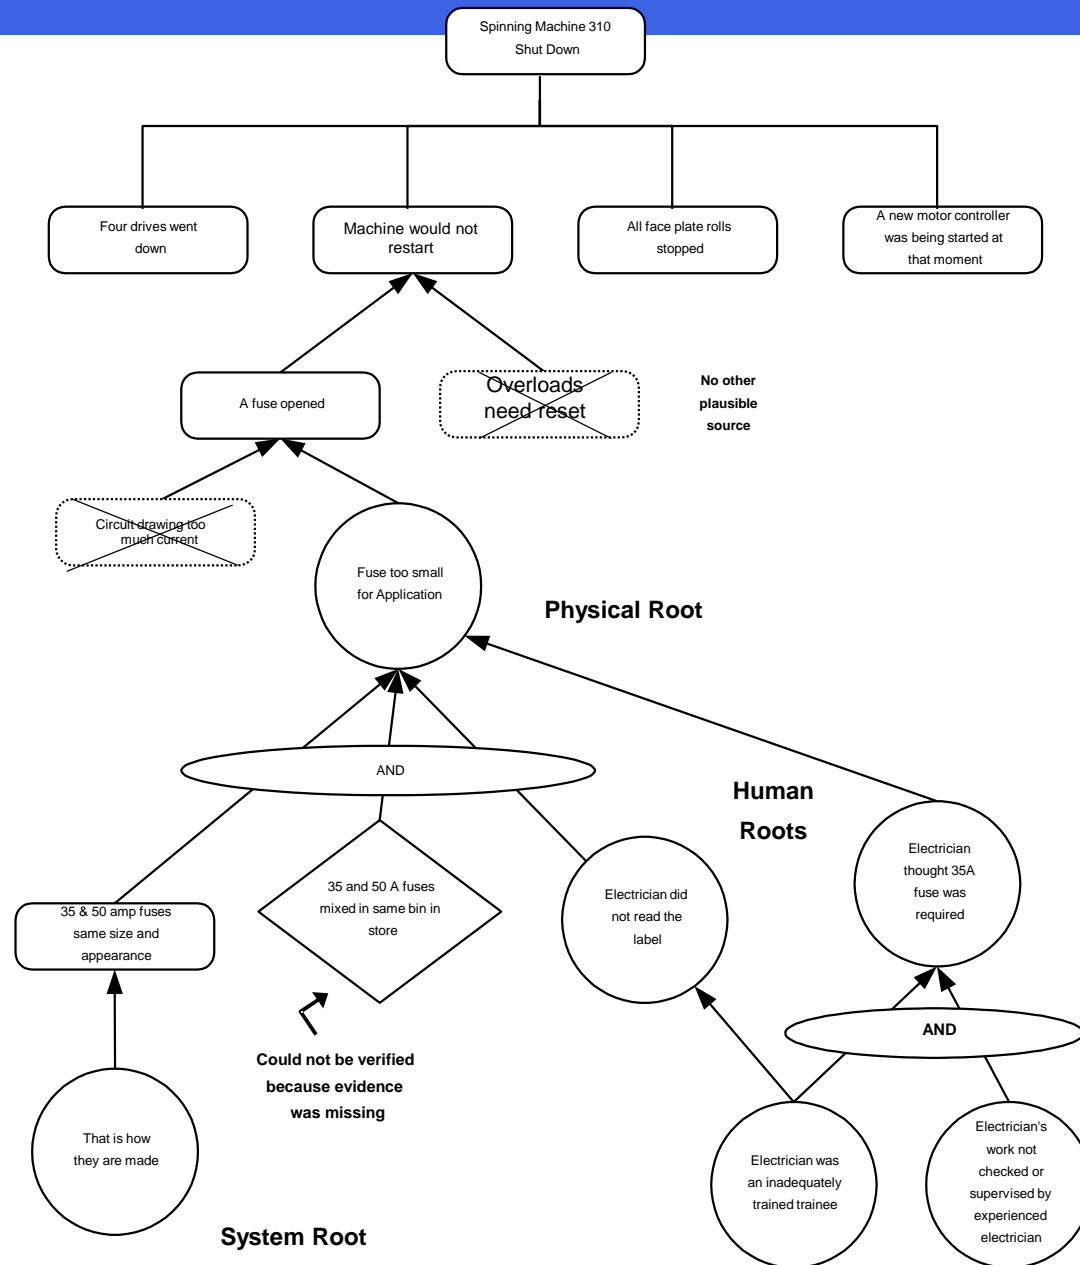 Spinning Machine 310
Shut Down
Four drives went
down
Machine would not
restart
All face plate rolls
stopped
A new motor controller
was being started at
that moment
A fuse opened
Overloads
need reset
No other
plausible
source
Circult drawing too
much current
Fuse too small
for Application
Physical Root
AND
Human
Roots
35 & 50 amp fuses
same size and
appearance
35 and 50 A fuses
mixed in same bin in
store
Electrician did
not read the
label
Electrician
thought 35A
fuse was
required
Could not be verified
because evidence
was missing
AND
That is how
they are made
Electrician was
an inadequately
trained trainee
Electrician's
work not
checked or
supervised by
experienced
electrician
System Root